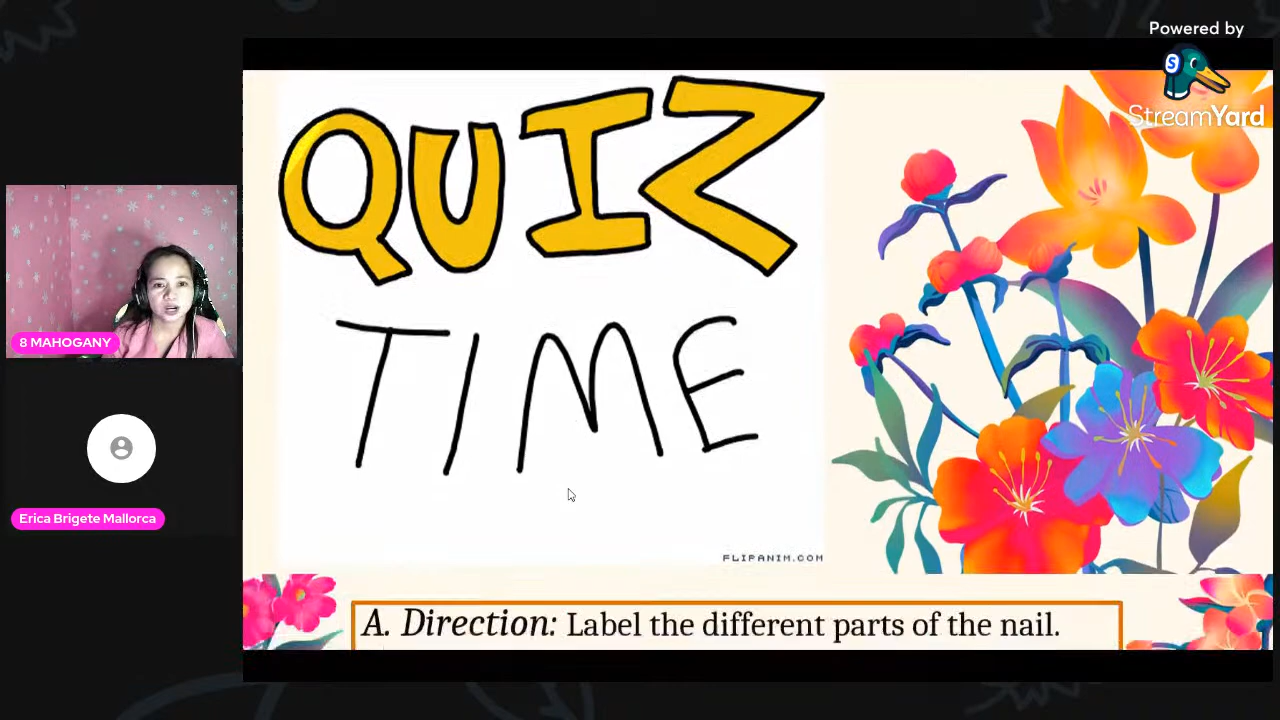 Powered by
StreamYard
QUIZ
TIME
FLIPANIM.COM
8 MAHOGANY
Erica Brigete Mallorca
A. Direction: Label the different parts of the nail.